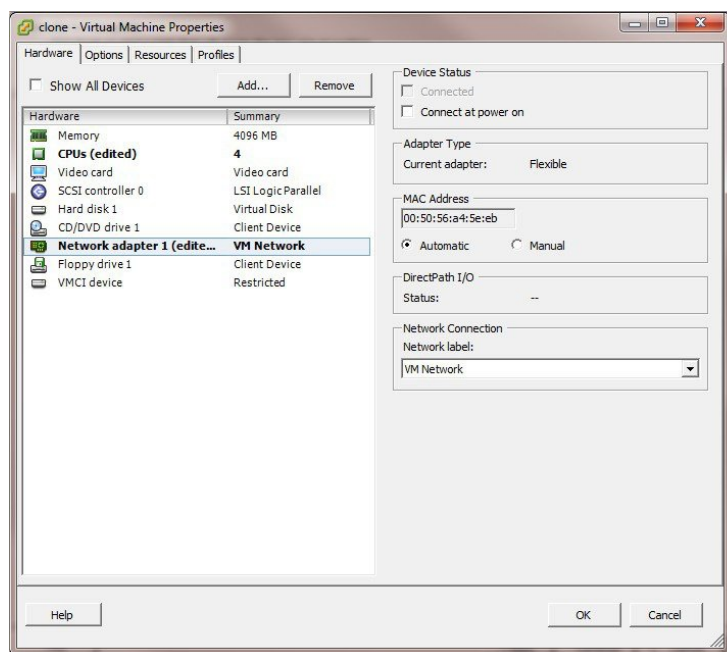 clone - Virtual Machine Properties
Hardware Options Resources Profiles
Show All Devices Add... Remove
Hardware Summary
Memory 4096 MB
CPUs (edited) 4
Video card Video card
SCSI controller 0 LSI Logic Parallel
Hard disk 1 Virtual Disk
CD/DVD drive 1 Client Device
Network adapter 1 (edite... VM Network
Floppy drive 1 Client Device
VMCI device Restricted
Device Status
Connected
Connect at power on
Adapter Type
Current adapter: Flexible
MAC Address
00:50:56:a4:5e:eb
Automatic Manual
DirectPath I/O
Status: --
Network Connection
Network label:
VM Network
Help OK Cancel